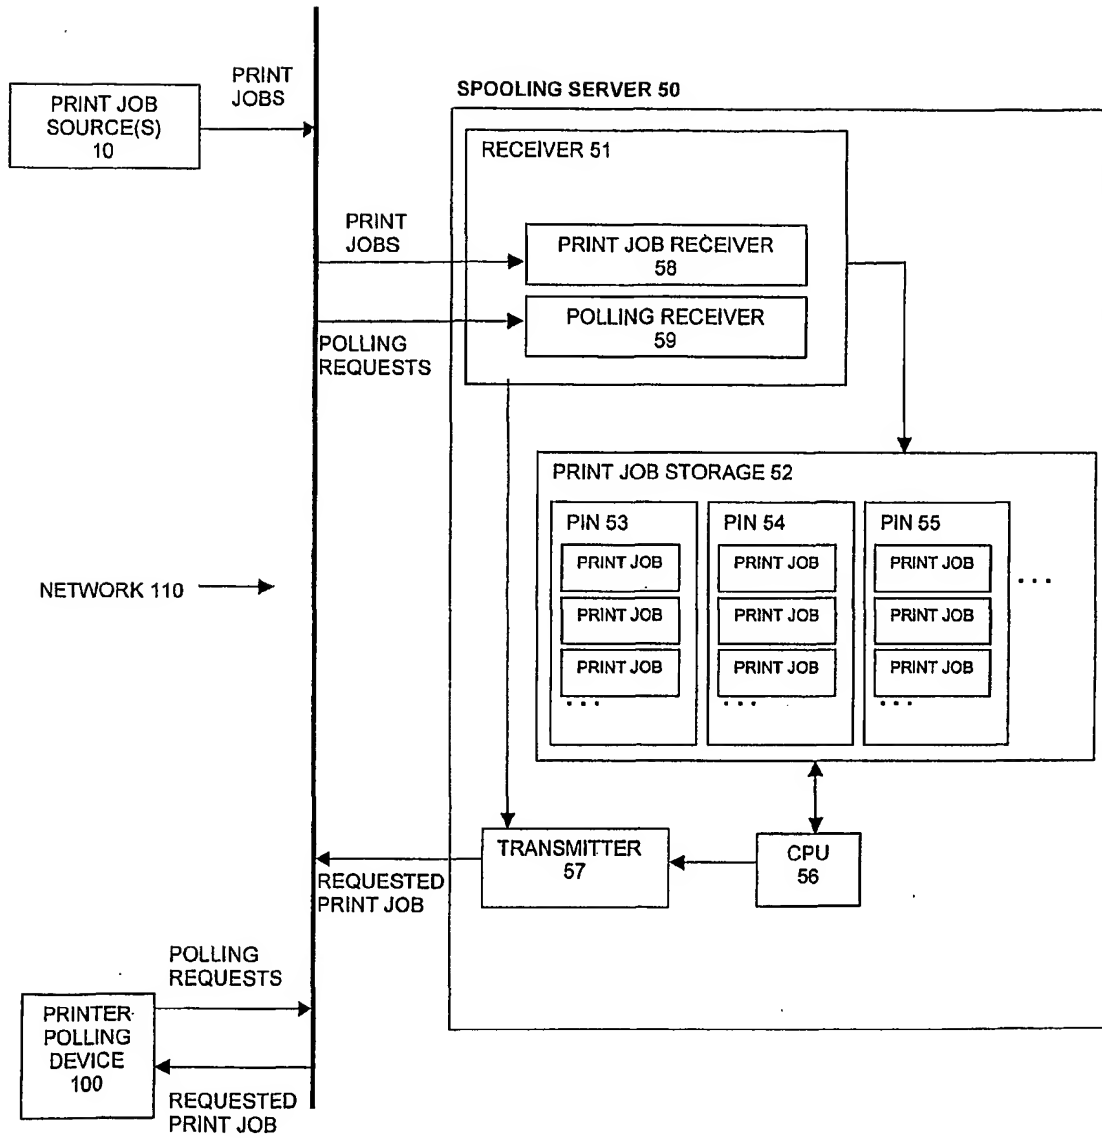 PRINT
JOBS
PRINT JOB
SOURCE(S)
10
SPOOLING SERVER 50
RECEIVER 51
PRINT
JOBS
PRINT JOB RECEIVER
58
POLLING RECEIVER
59
POLLING
REQUESTS
PRINT JOB STORAGE 52
PIN 53
PRINT JOB
PRINT JOB
PRINT JOB
...
PIN 54
PRINT JOB
PRINT JOB
PRINT JOB
...
PIN 55
PRINT JOB
PRINT JOB
PRINT JOB
...
...
NETWORK 110
TRANSMITTER
57
CPU
56
REQUESTED
PRINT JOB
POLLING
REQUESTS
PRINTER-
POLLING
DEVICE
100
REQUESTED
PRINT JOB